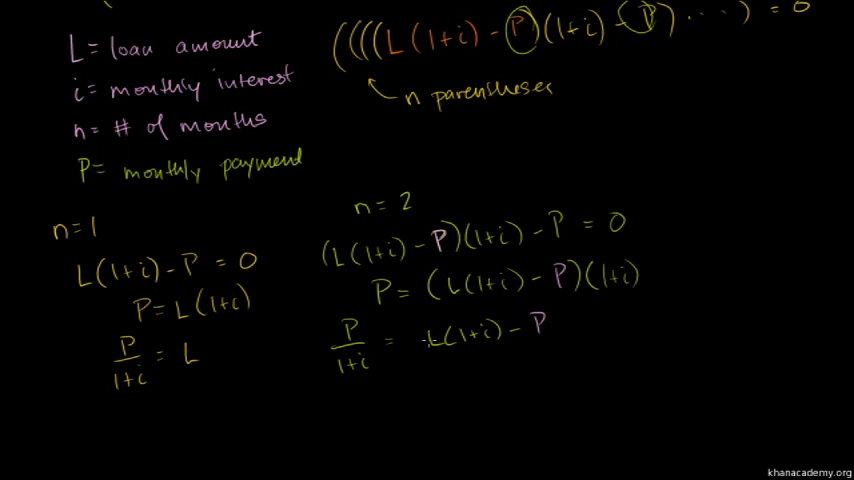 ((((L(1+i) - P)(1+i) - P) · · · · ) = 0
L = loan amount
i = monthly interest
n parentheses
n = # of months
P = monthly payment
n = 1
n = 2
L(1+i) - P = 0
(L(1+i) - P)(1+i) - P = 0
P = L(1+i)
P = (L(1+i) - P)(1+i)
P/1+i = L
P/1+i = L(1+i) - P
khanacademy.org